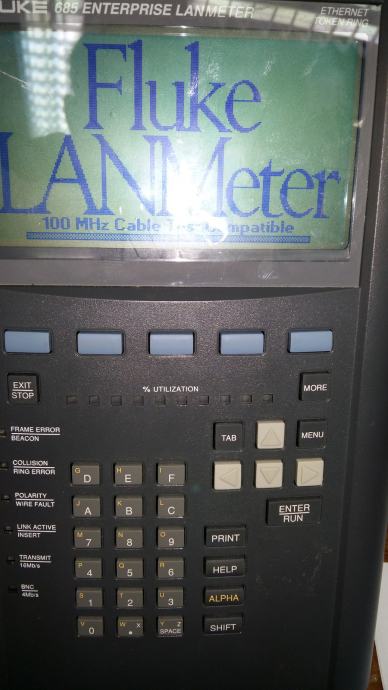 UKE 685 ENTERPRISE LANMETER
ETHERNET
TOKEN RING
Fluke
LANMeter
100 MHz Cable Test Compatible
EXIT
STOP
% UTILIZATION
MORE
FRAME ERROR
BEACON
TAB
MENU
COLLISION
RING ERROR
G D
H E
I F
POLARITY
WIRE FAULT
J A
K B
L C
ENTER
RUN
LINK ACTIVE
INSERT
M 7
N 8
O 9
PRINT
TRANSMIT
16Mb/s
P 4
Q 5
R 6
HELP
BNC
4Mb/s
S 1
T 2
U 3
ALPHA
V 0
W . X
Y Z
SPACE
SHIFT